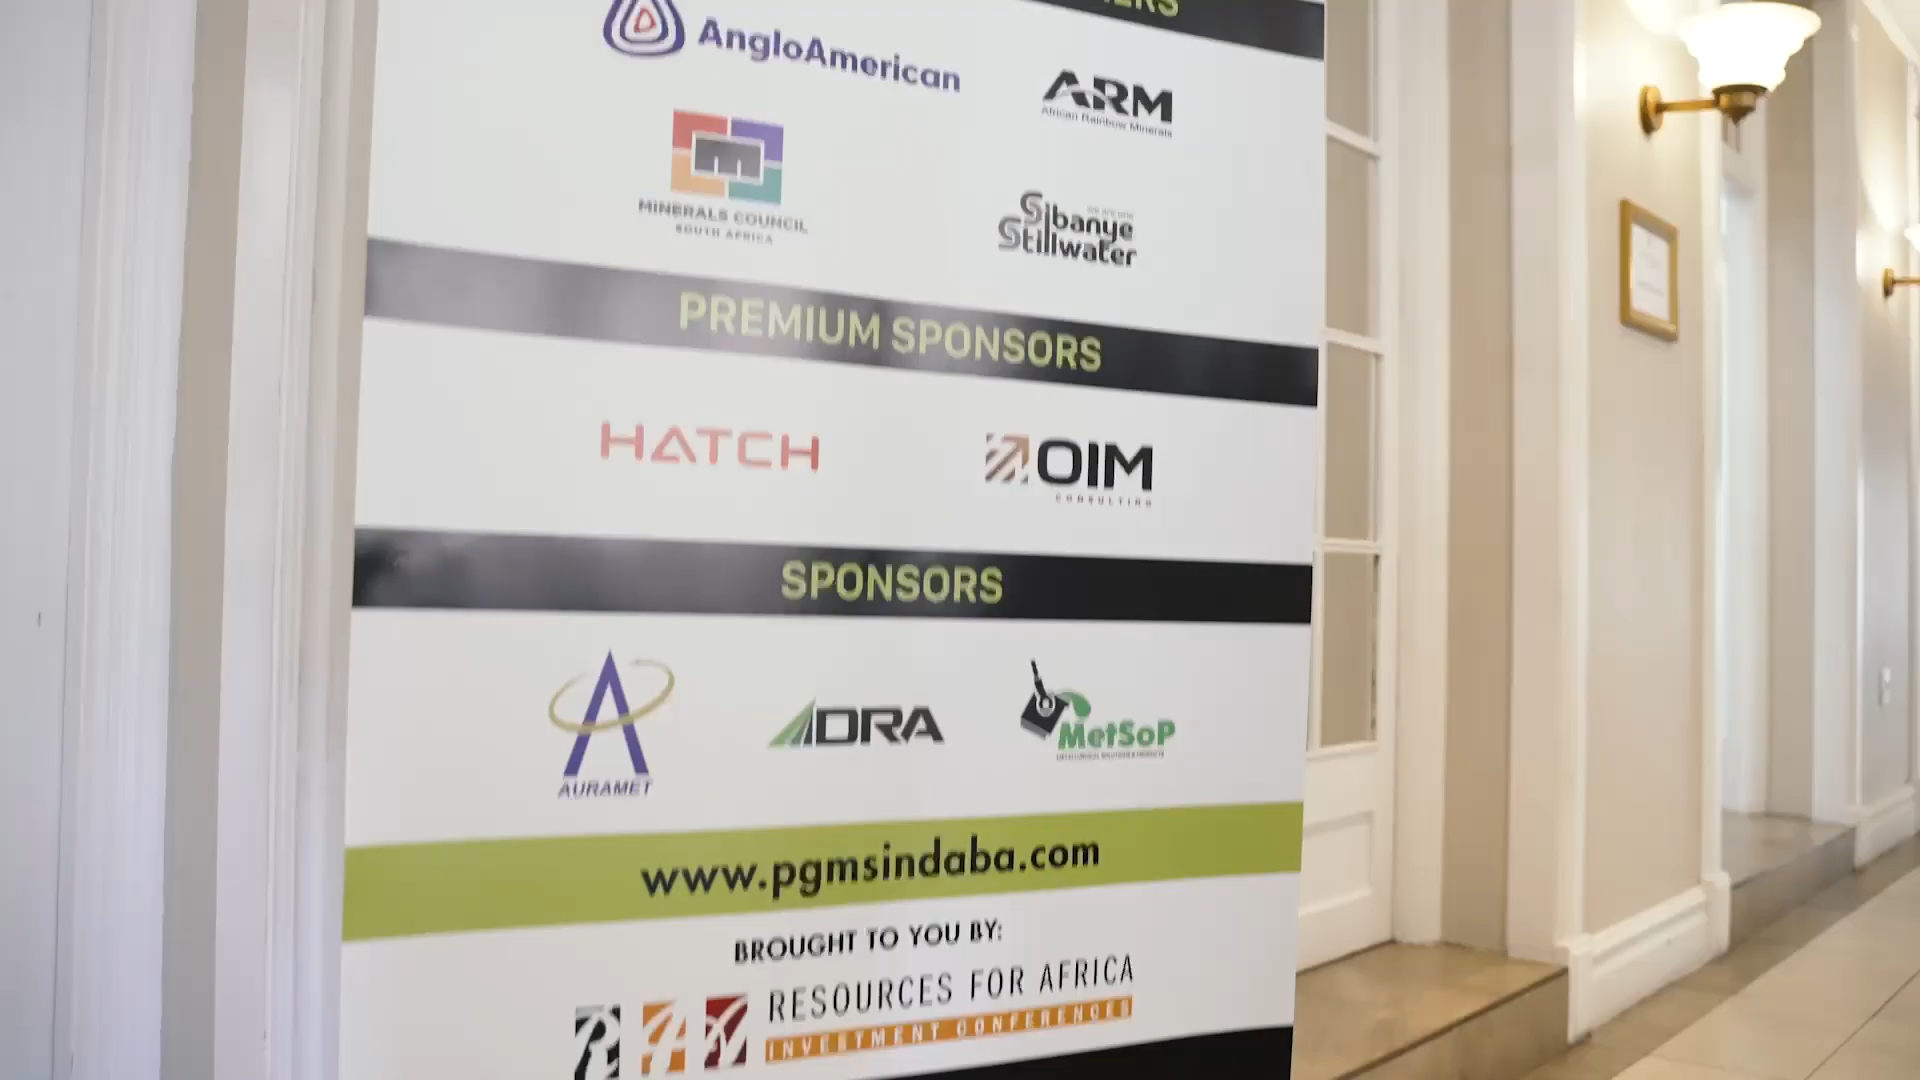 AngloAmerican
ARM
African Rainbow Minerals
MINERALS COUNCIL
SOUTH AFRICA
Sibanye
Stillwater
PREMIUM SPONSORS
HATCH
OIM
CONSULTING
SPONSORS
AURAMET
DRA
MetSoP
www.pgmsindaba.com
BROUGHT TO YOU BY:
RFA
RESOURCES FOR AFRICA
INVESTMENT CONFERENCES